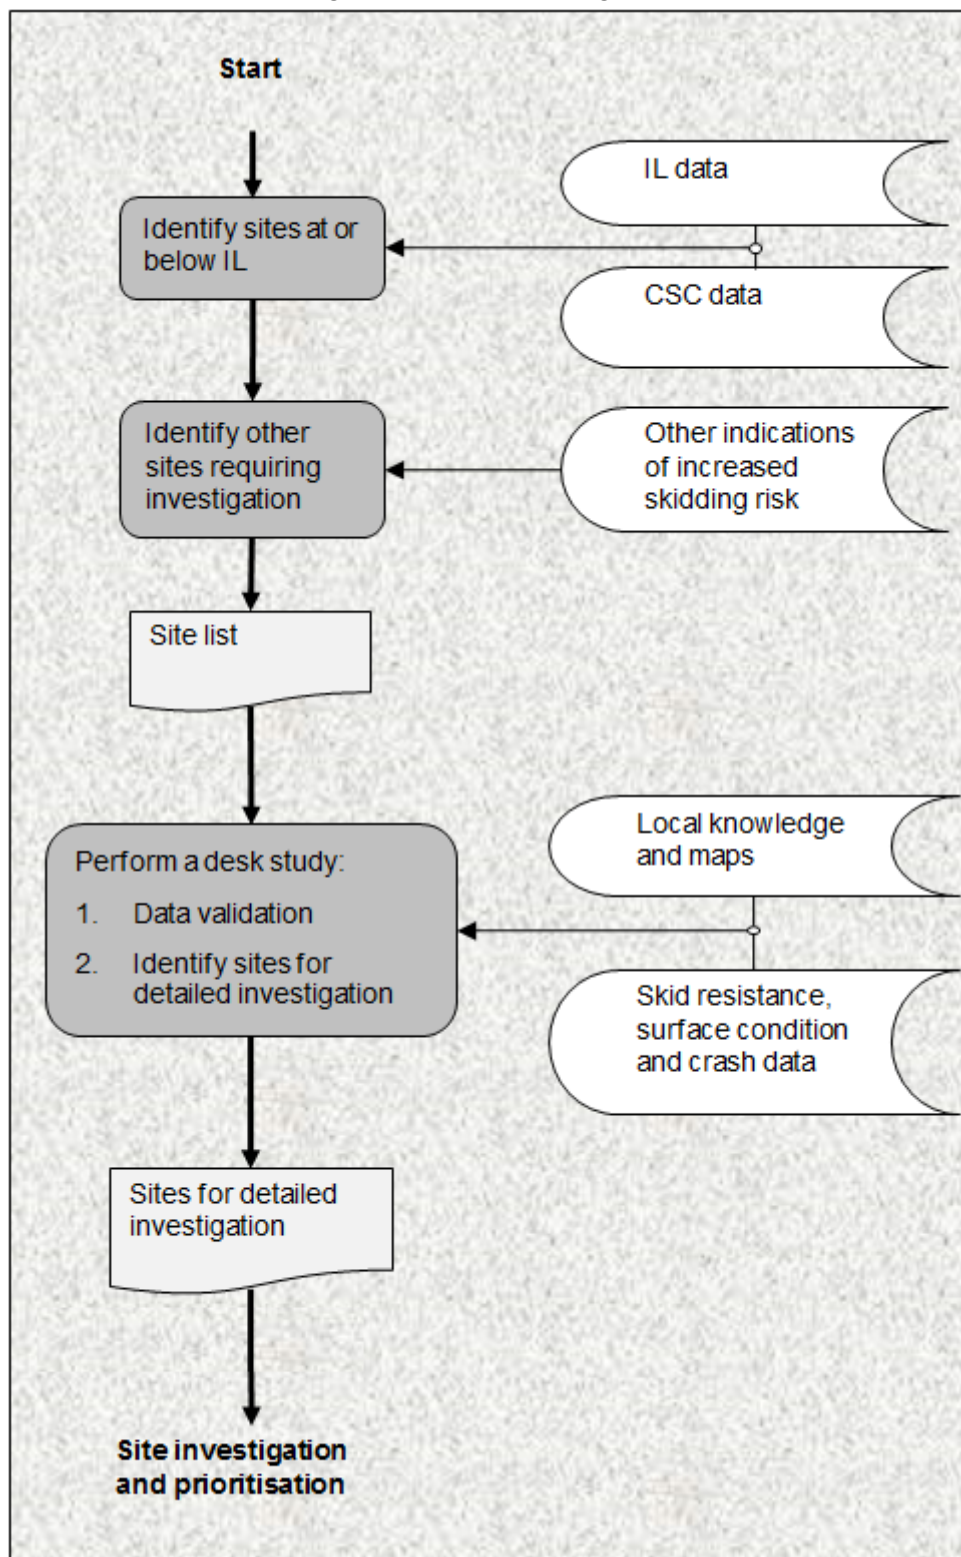 Start
IL data
Identify sites at or
below IL
CSC data
Identify other
sites requiring
investigation
Other indications
of increased
skidding risk
Site list
Local knowledge
and maps
Perform a desk study:
1. Data validation
2. Identify sites for
detailed investigation
Skid resistance,
surface condition
and crash data
Sites for detailed
investigation
Site investigation
and prioritisation